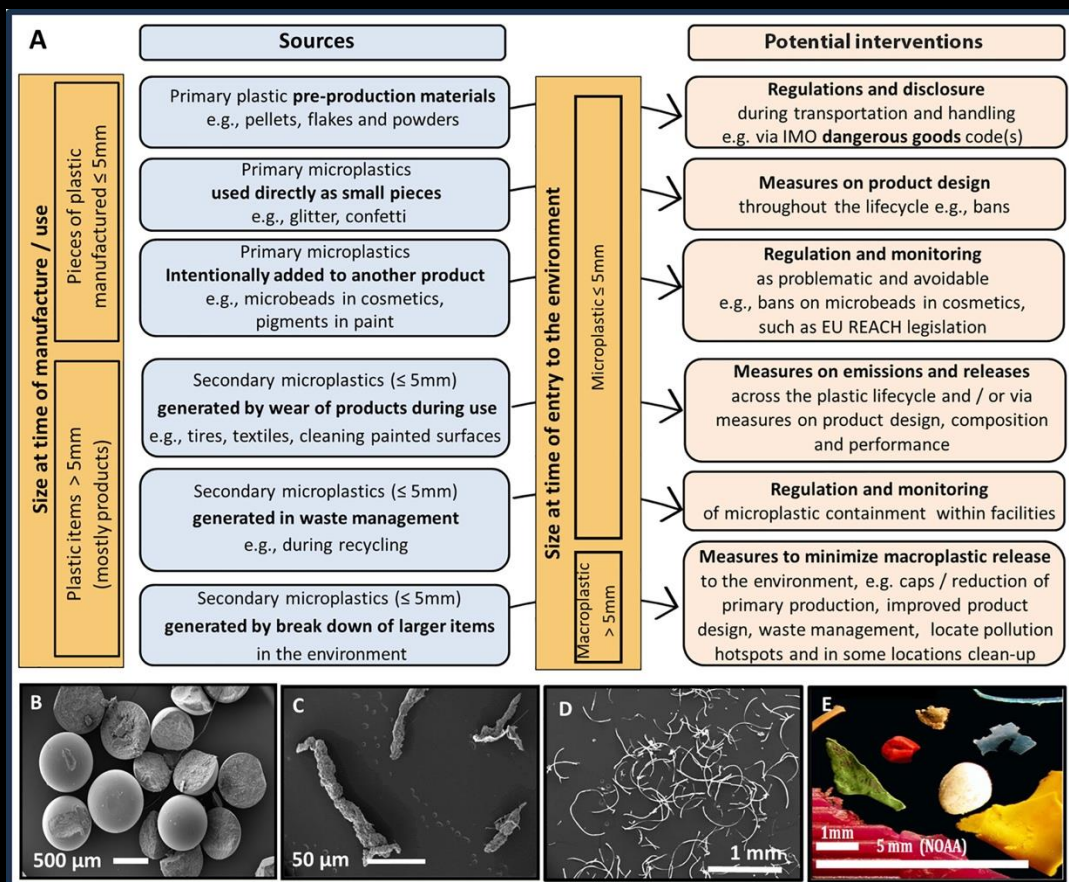 A
Sources
Potential interventions
Size at time of manufacture / use
Pieces of plastic
manufactured ≤ 5mm
Plastic items > 5mm
(mostly products)
Primary plastic pre-production materials
e.g., pellets, flakes and powders
Primary microplastics
used directly as small pieces
e.g., glitter, confetti
Primary microplastics
Intentionally added to another product
e.g., microbeads in cosmetics,
pigments in paint
Secondary microplastics (≤ 5mm)
generated by wear of products during use
e.g., tires, textiles, cleaning painted surfaces
Secondary microplastics (≤ 5mm)
generated in waste management
e.g., during recycling
Secondary microplastics (≤ 5mm)
generated by break down of larger items
in the environment
Size at time of entry to the environment
Microplastic ≤ 5mm
Macroplastic
> 5mm
Regulations and disclosure
during transportation and handling
e.g. via IMO dangerous goods code(s)
Measures on product design
throughout the lifecycle e.g., bans
Regulation and monitoring
as problematic and avoidable
e.g., bans on microbeads in cosmetics,
such as EU REACH legislation
Measures on emissions and releases
across the plastic lifecycle and / or via
measures on product design, composition
and performance
Regulation and monitoring
of microplastic containment within facilities
Measures to minimize macroplastic release
to the environment, e.g. caps / reduction of
primary production, improved product
design, waste management, locate pollution
hotspots and in some locations clean-up
B
500 µm
C
50 µm
D
1 mm
E
1mm
5 mm (NOAA)